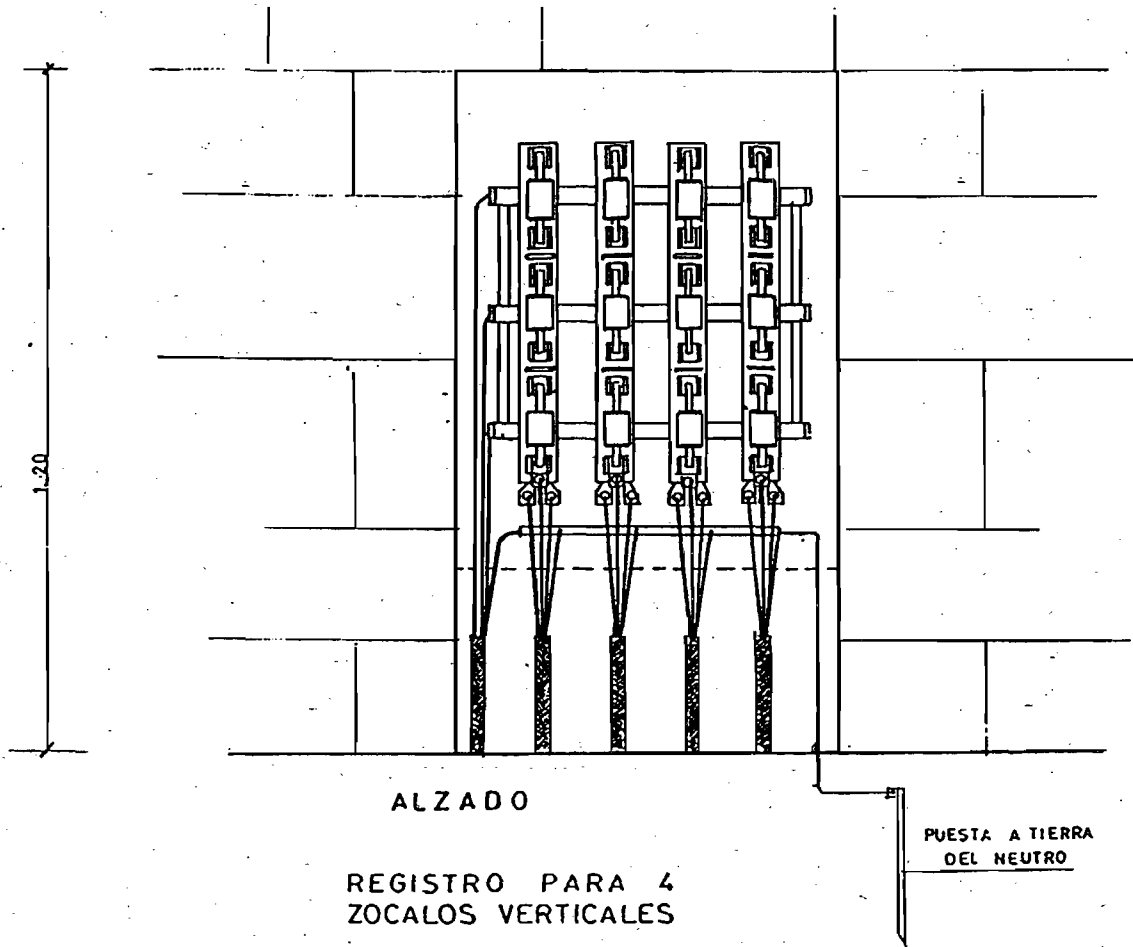 1.20
ALZADO
PUESTA A TIERRA
DEL NEUTRO
REGISTRO PARA 4
ZOCALOS VERTICALES